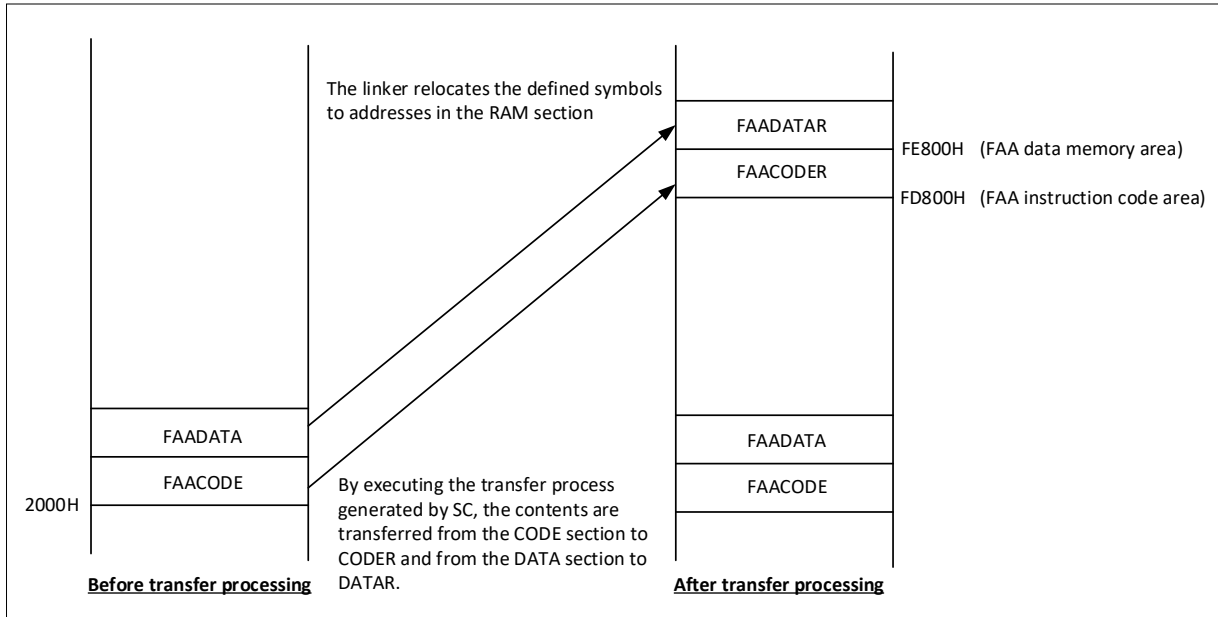 The linker relocates the defined symbols
to addresses in the RAM section
FAADATAR
FE800H (FAA data memory area)
FAACODER
FD800H (FAA instruction code area)
FAADATA
FAACODE
2000H
FAADATA
FAACODE
By executing the transfer process
generated by SC, the contents are
transferred from the CODE section to
CODER and from the DATA section to
DATAR.
Before transfer processing
After transfer processing